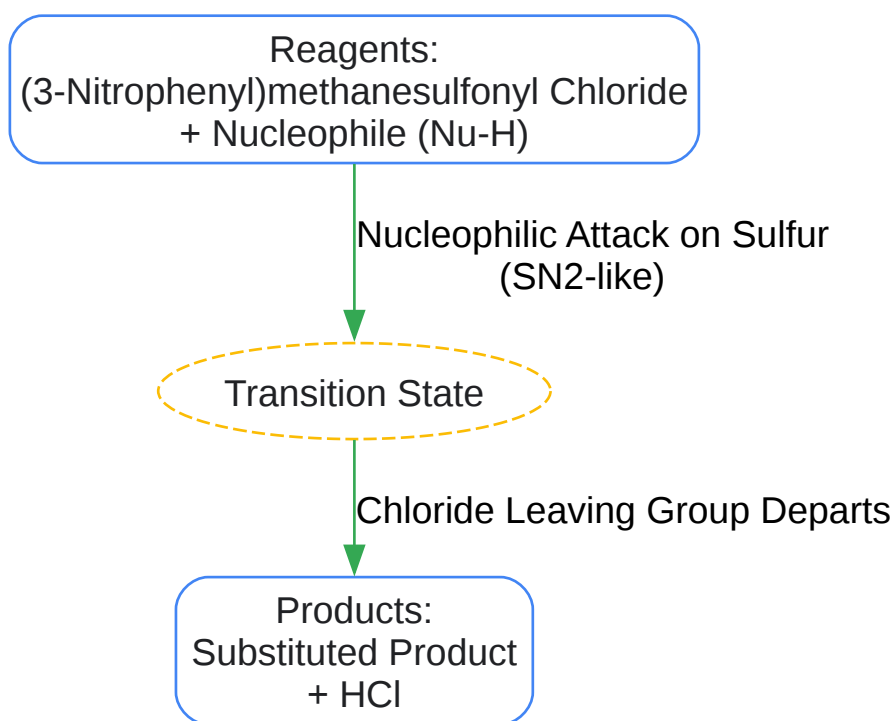 Reagents:
(3-Nitrophenyl)methanesulfonyl Chloride
+ Nucleophile (Nu-H)
Nucleophilic Attack on Sulfur
(SN2-like)
Transition State
Chloride Leaving Group Departs
Products:
Substituted Product
+ HCl